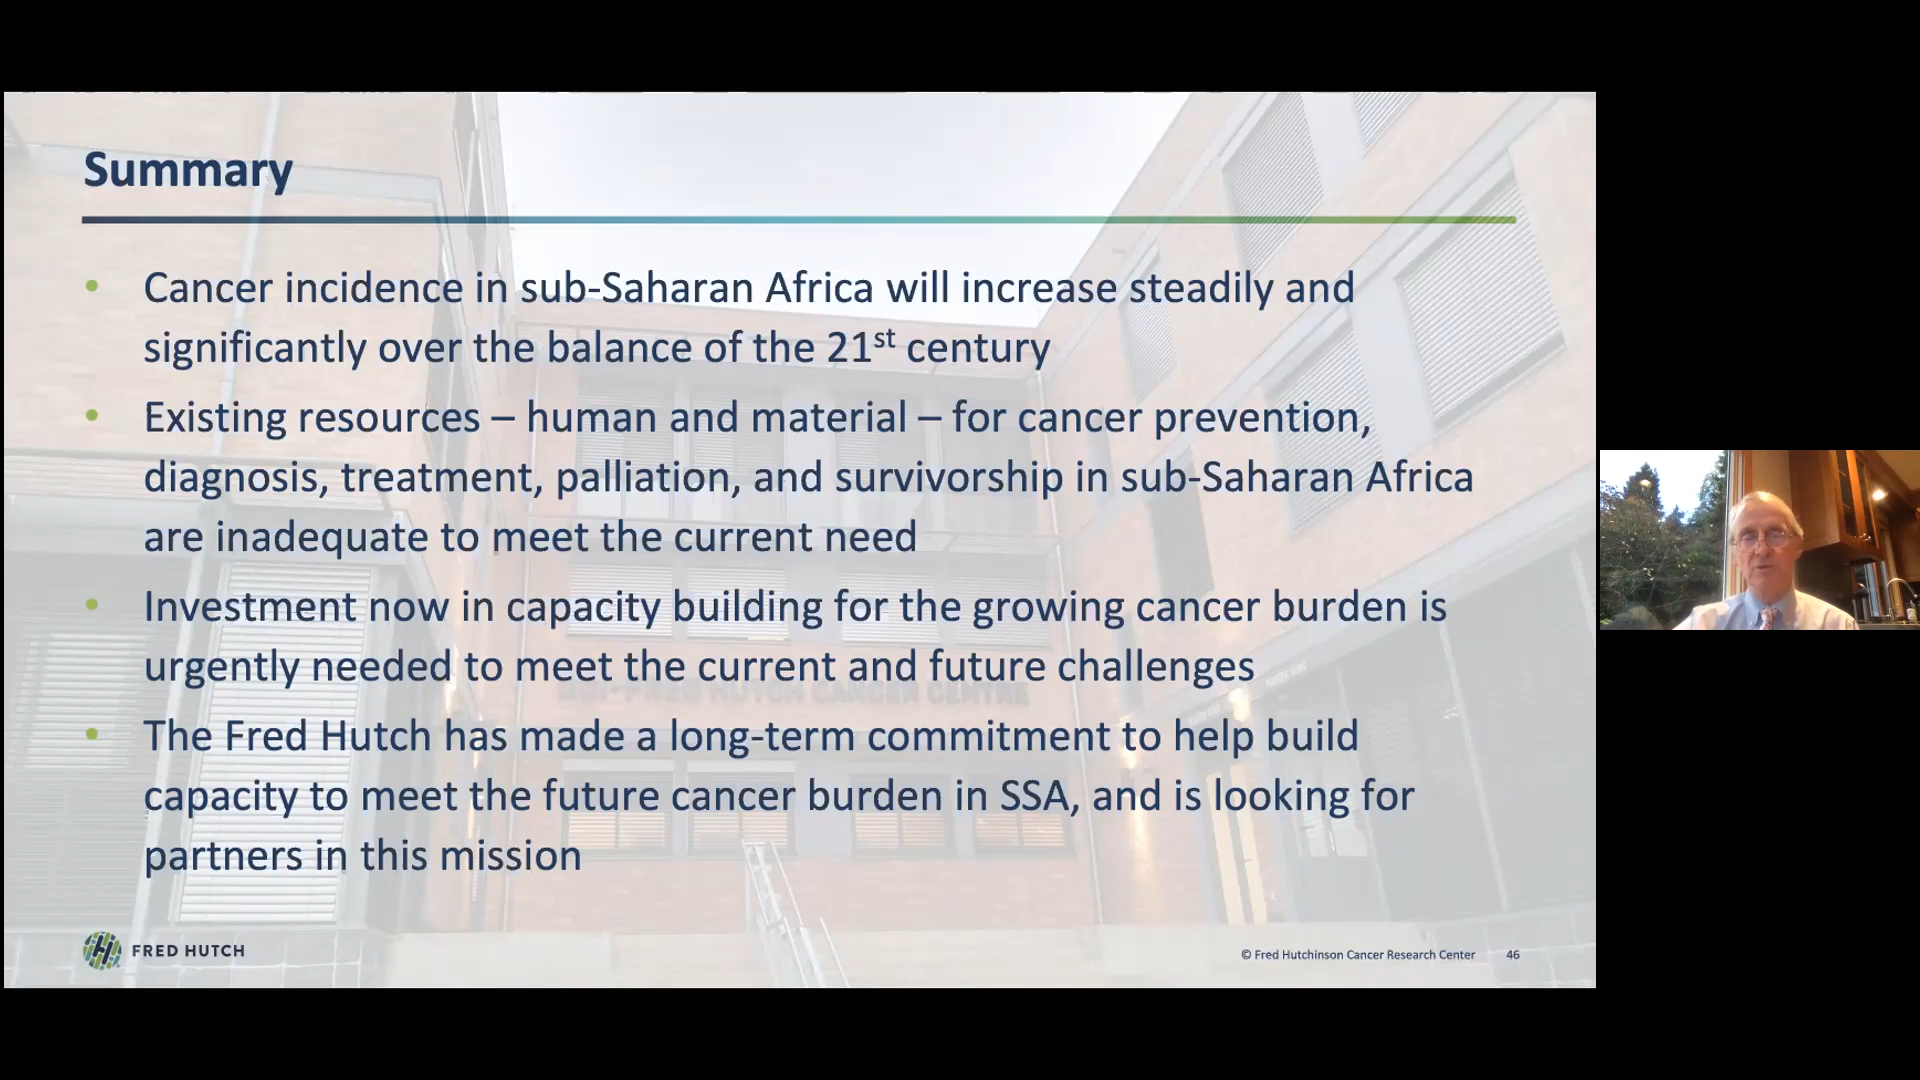 Summary
• Cancer incidence in sub-Saharan Africa will increase steadily and
significantly over the balance of the 21st century
• Existing resources – human and material – for cancer prevention,
diagnosis, treatment, palliation, and survivorship in sub-Saharan Africa
are inadequate to meet the current need
• Investment now in capacity building for the growing cancer burden is
urgently needed to meet the current and future challenges
UCI-FRED HUTCH CANCER CENTRE
• The Fred Hutch has made a long-term commitment to help build
capacity to meet the future cancer burden in SSA, and is looking for
partners in this mission
FRED HUTCH
© Fred Hutchinson Cancer Research Center 46